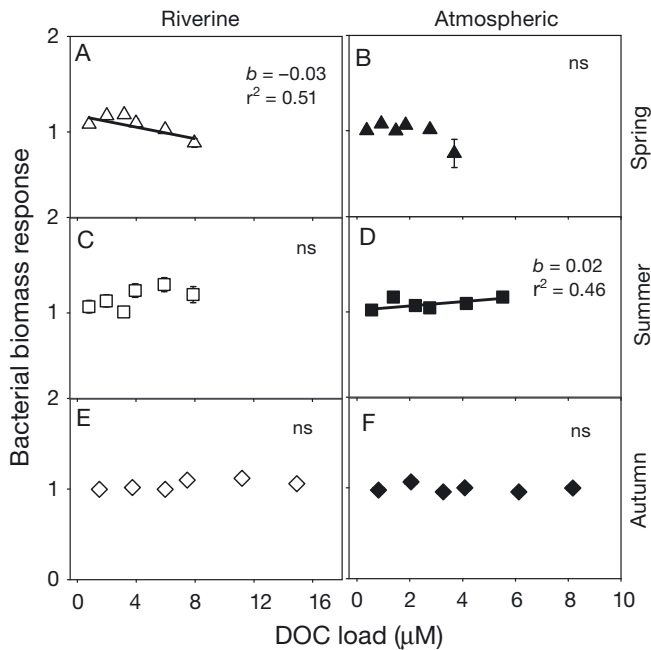 Riverine
Atmospheric
2
A
b = −0.03
r² = 0.51
B
ns
1
Spring
2
C
ns
D
b = 0.02
r² = 0.46
1
Summer
2
E
ns
F
ns
1
Autumn
0
0 4 8 12 16
0 2 4 6 8 10
Bacterial biomass response
DOC load (μM)